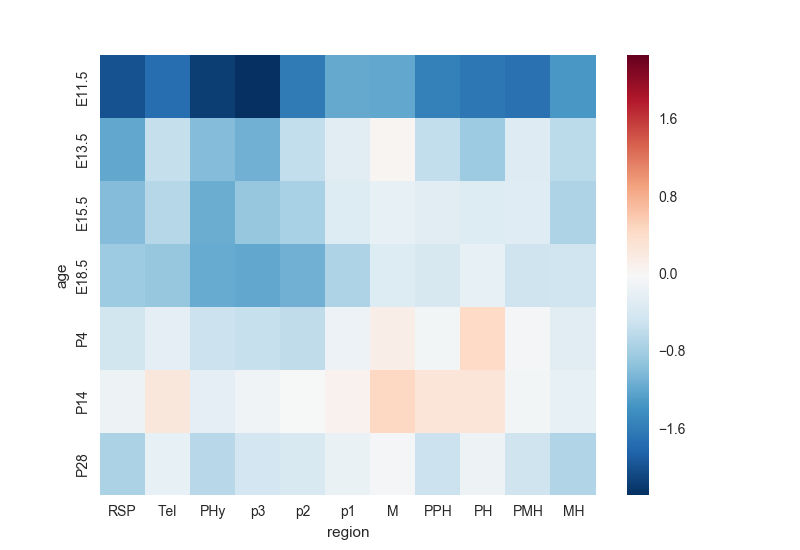 E11.5
E13.5
E15.5
E18.5
P4
P14
P28
age
RSP Tel PHy p3 p2 p1 M PPH PH PMH MH
region
1.6
0.8
0.0
−0.8
−1.6